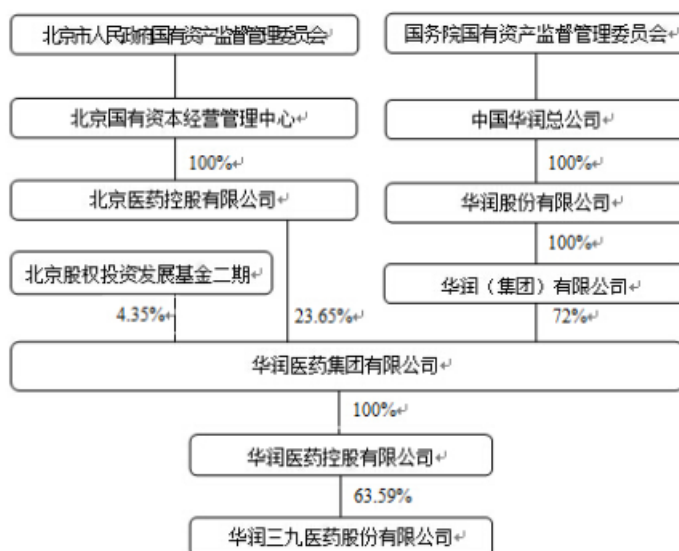 北京市人民政府国有资产监督管理委员会
国务院国有资产监督管理委员会
北京国有资本经营管理中心
中国华润总公司
100%
100%
北京医药控股有限公司
华润股份有限公司
100%
北京股权投资发展基金二期
华润（集团）有限公司
4.35%
23.65%
72%
华润医药集团有限公司
100%
华润医药控股有限公司
63.59%
华润三九医药股份有限公司